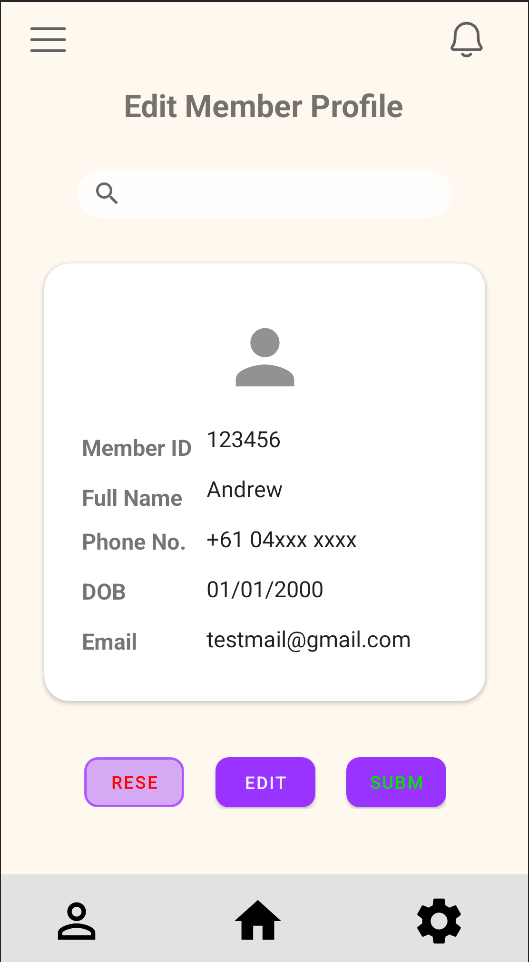 Edit Member Profile
Member ID 123456
Full Name Andrew
Phone No. +61 04xxx xxxx
DOB 01/01/2000
Email testmail@gmail.com
RESE EDIT SUBM